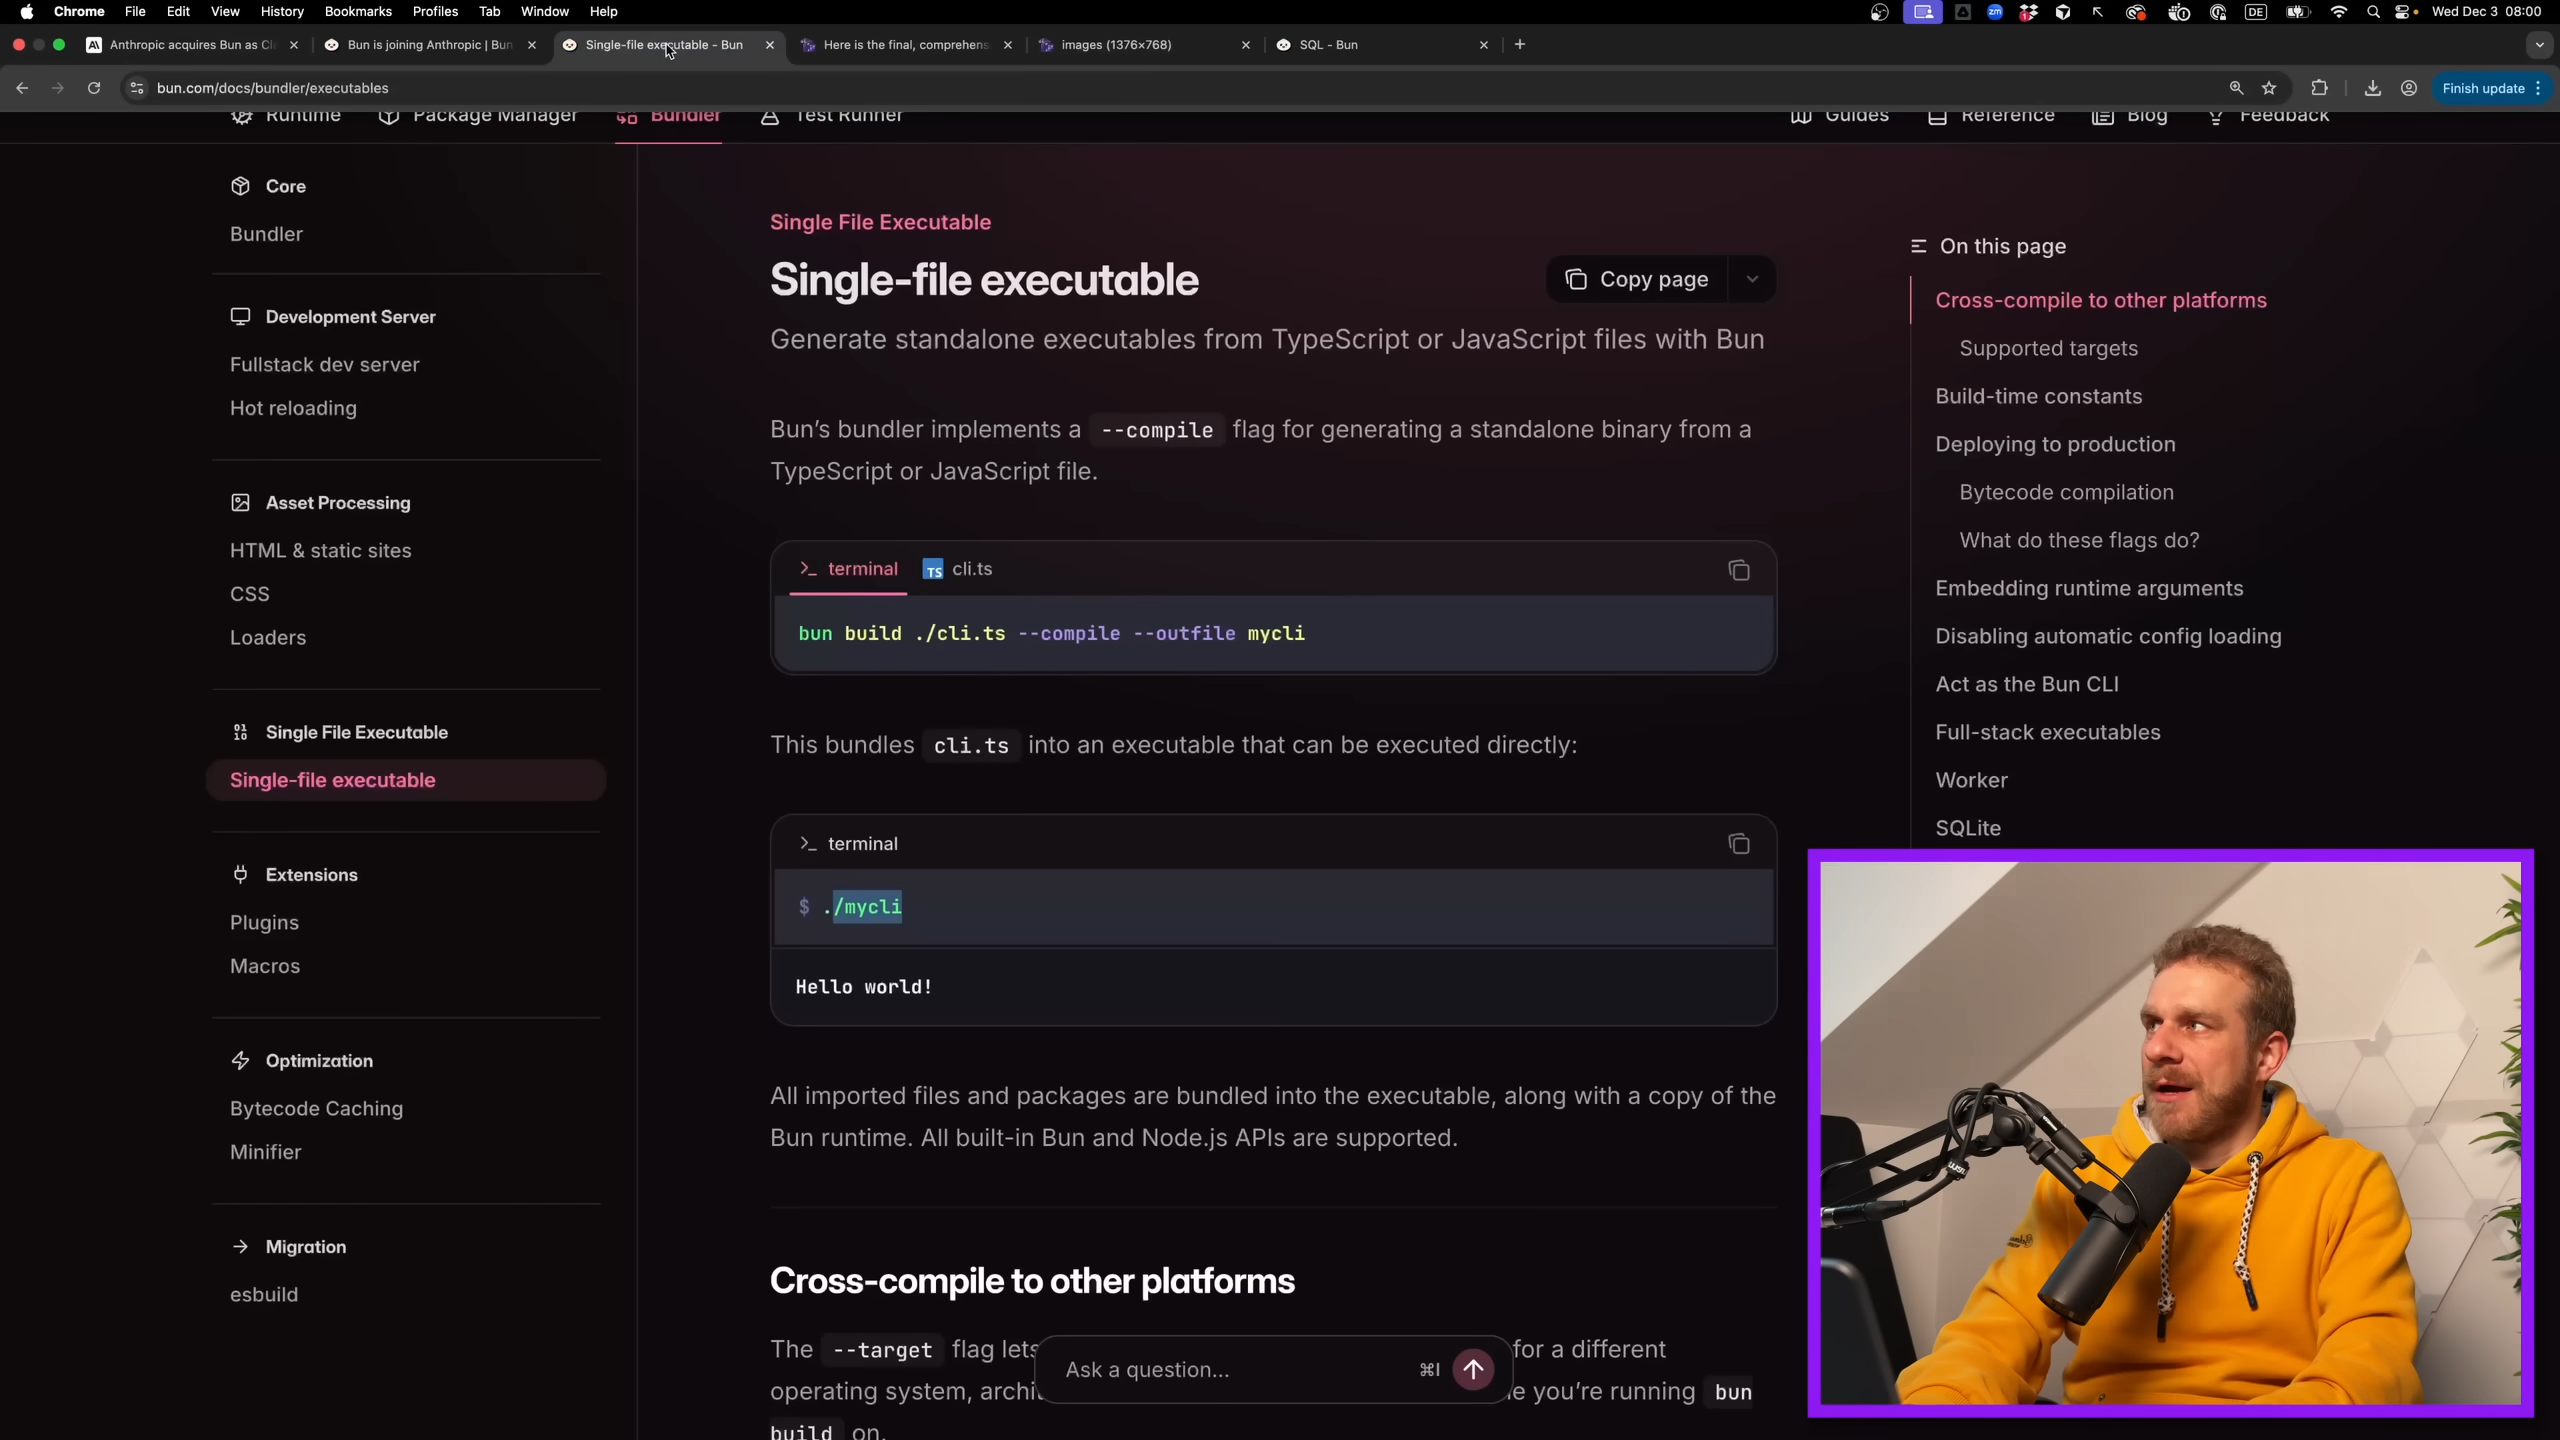 Chrome File Edit View History Bookmarks Profiles Tab Window Help
zm 1 DE Wed Dec 3 08:00
Anthropic acquires Bun as Cl
Bun is joining Anthropic | Bun
Single-file executable - Bun
Here is the final, comprehens
images (1376×768)
SQL - Bun
bun.com/docs/bundler/executables
Finish update
Runtime
Package Manager
Bundler
Test Runner
Guides
Reference
Blog
Feedback
Core
Bundler
Development Server
Fullstack dev server
Hot reloading
Asset Processing
HTML & static sites
CSS
Loaders
Single File Executable
Single-file executable
Extensions
Plugins
Macros
Optimization
Bytecode Caching
Minifier
Migration
esbuild
Single File Executable
Single-file executable
Copy page
Generate standalone executables from TypeScript or JavaScript files with Bun
Bun’s bundler implements a --compile flag for generating a standalone binary from a
TypeScript or JavaScript file.
terminal
TS cli.ts
bun build ./cli.ts --compile --outfile mycli
This bundles cli.ts into an executable that can be executed directly:
terminal
$ ./mycli
Hello world!
All imported files and packages are bundled into the executable, along with a copy of the
Bun runtime. All built-in Bun and Node.js APIs are supported.
Cross-compile to other platforms
The --target flag lets for a different
operating system, archi e you’re running bun
build on.
Ask a question... ⌘I
On this page
Cross-compile to other platforms
Supported targets
Build-time constants
Deploying to production
Bytecode compilation
What do these flags do?
Embedding runtime arguments
Disabling automatic config loading
Act as the Bun CLI
Full-stack executables
Worker
SQLite